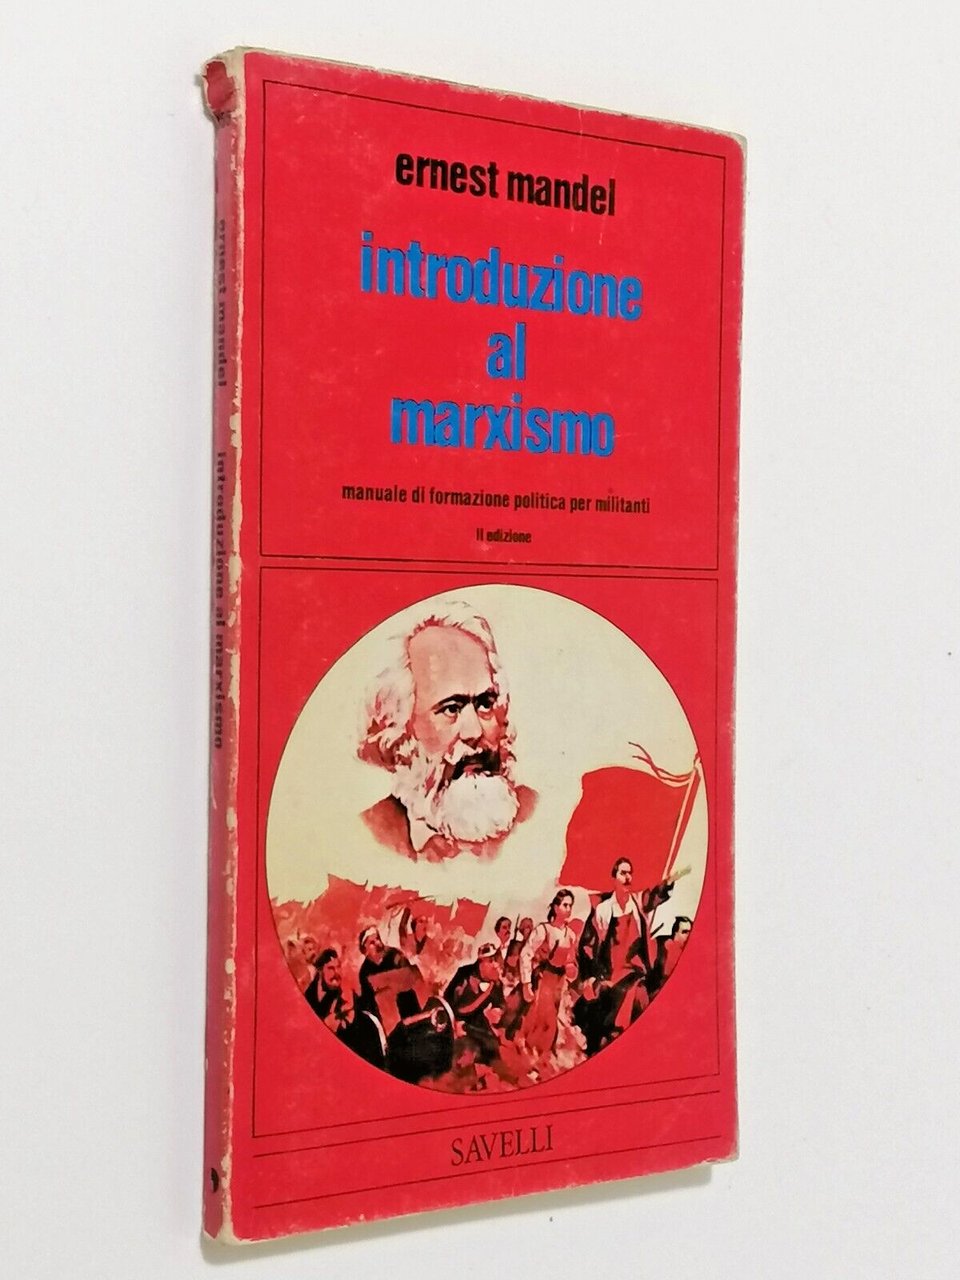 ernest mandel
introduzione
al
marxismo
manuale di formazione politica per militanti
II edizione
SAVELLI
ernest mandel introduzione al marxismo